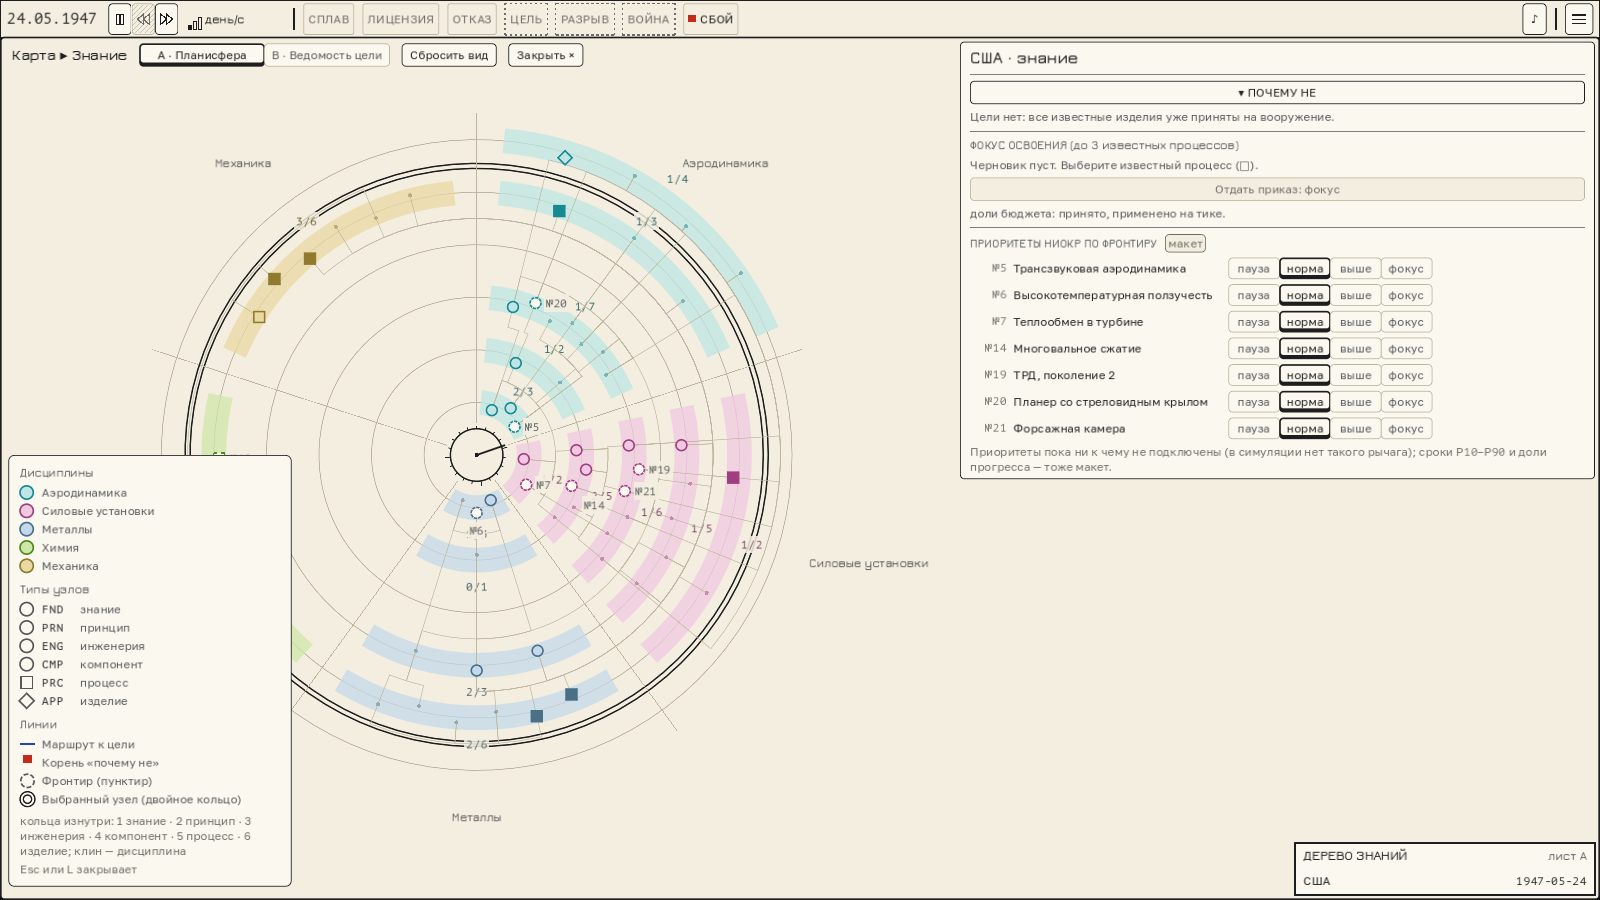 24.05.1947 день/с СПЛАВ ЛИЦЕНЗИЯ ОТКАЗ ЦЕЛЬ РАЗРЫВ ВОЙНА СБОЙ ♪
Карта ▸ Знание А · Планисфера В · Ведомость цели Сбросить вид Закрыть ×
Механика
Аэродинамика
1/4
3/6
1/3
№20 1/7
1/2
2/3
№5
№19
№7
№21
№14
1/6
1/5
1/2
№6
0/1
Силовые установки
2/3
2/6
Металлы
Дисциплины
Аэродинамика
Силовые установки
Металлы
Химия
Механика
Типы узлов
FND знание
PRN принцип
ENG инженерия
CMP компонент
PRC процесс
APP изделие
Линии
Маршрут к цели
Корень «почему не»
Фронтир (пунктир)
Выбранный узел (двойное кольцо)
кольца изнутри: 1 знание · 2 принцип · 3
инженерия · 4 компонент · 5 процесс · 6
изделие; клин — дисциплина
Esc или L закрывает
США · знание
▾ ПОЧЕМУ НЕ
Цели нет: все известные изделия уже приняты на вооружение.
ФОКУС ОСВОЕНИЯ (до 3 известных процессов)
Черновик пуст. Выберите известный процесс (□).
Отдать приказ: фокус
доли бюджета: принято, применено на тике.
ПРИОРИТЕТЫ НИОКР ПО ФРОНТИРУ макет
№5 Трансзвуковая аэродинамика пауза норма выше фокус
№6 Высокотемпературная ползучесть пауза норма выше фокус
№7 Теплообмен в турбине пауза норма выше фокус
№14 Многовальное сжатие пауза норма выше фокус
№19 ТРД, поколение 2 пауза норма выше фокус
№20 Планер со стреловидным крылом пауза норма выше фокус
№21 Форсажная камера пауза норма выше фокус
Приоритеты пока ни к чему не подключены (в симуляции нет такого рычага); сроки P10–P90 и доли
прогресса — тоже макет.
ДЕРЕВО ЗНАНИЙ лист А
США 1947-05-24